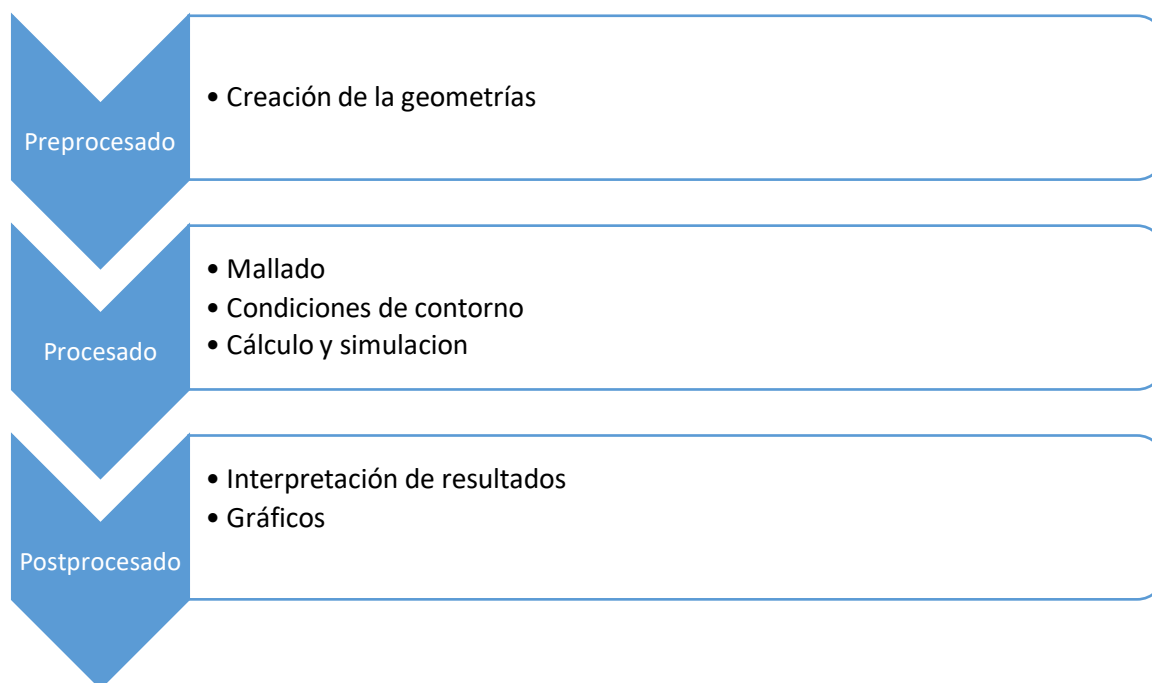 Preprocesado
• Creación de la geometrías
Procesado
• Mallado
• Condiciones de contorno
• Cálculo y simulacion
Postprocesado
• Interpretación de resultados
• Gráficos